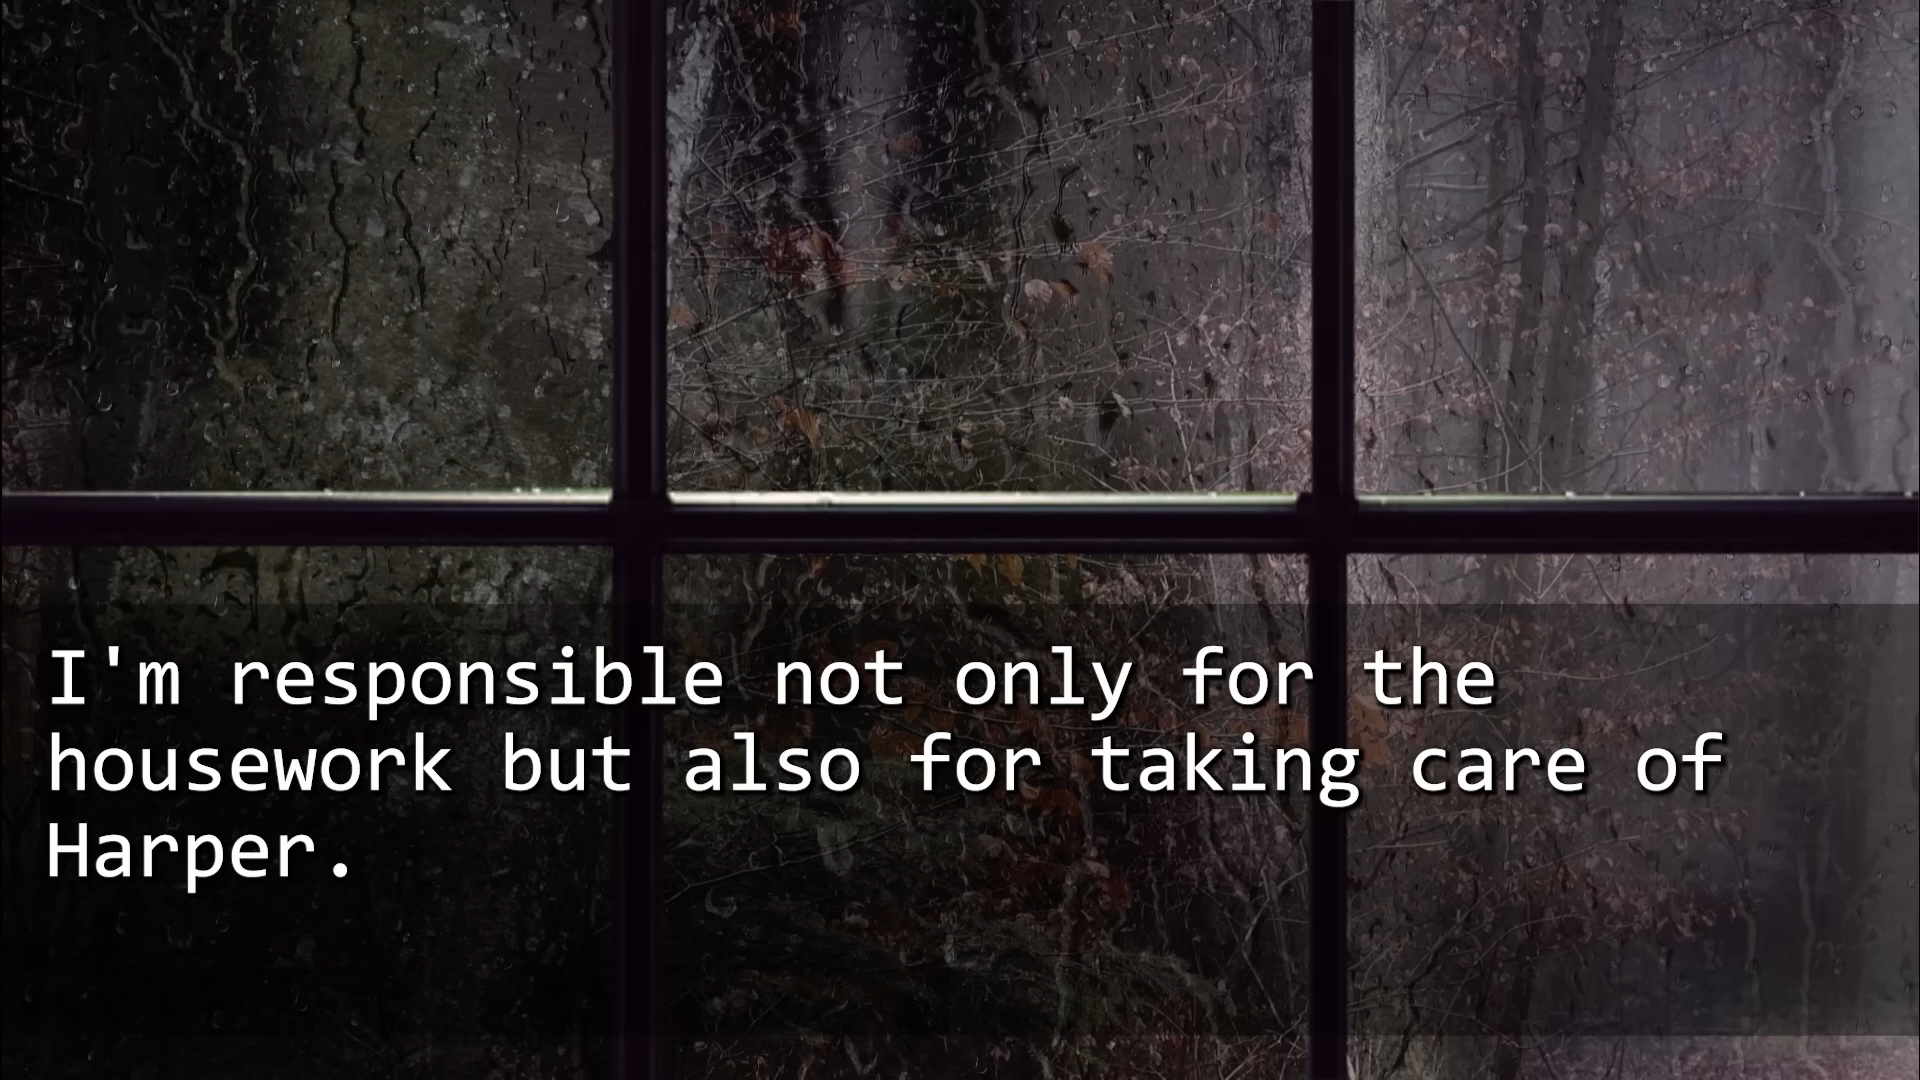 I'm responsible not only for the
housework but also for taking care of
Harper.